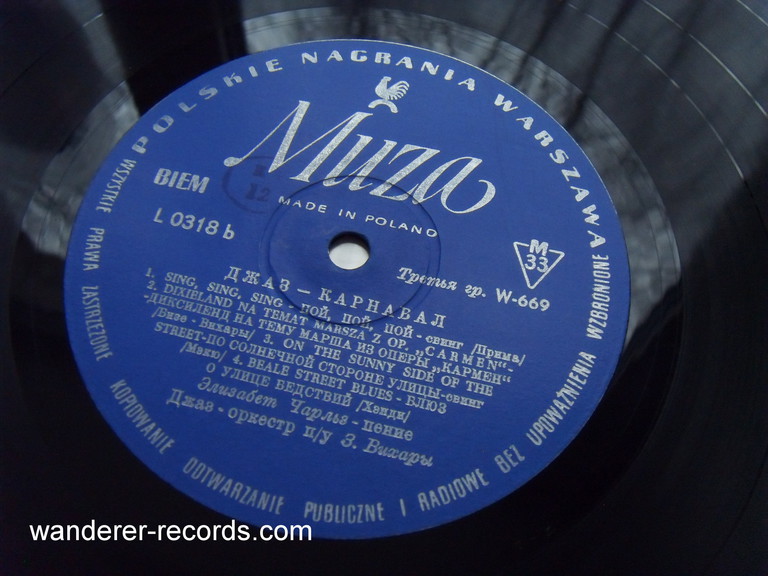 POLSKIE NAGRANIA WARSZAWA
Muza
MADE IN POLAND
BIEM
L 0318 b
12
M
33
Третья гр. W-669
ДЖАЗ – КАРНАВАЛ
1. SING, SING, SING – ПОЙ, ПОЙ, ПОЙ - свинг /Прима/
2. DIXIELAND NA TEMAT MARSZA Z OP. „CARMEN“-
-ДИКСИЛЕНД НА ТЕМУ МАРША ИЗ ОПЕРЫ „КАРМЕН“
/Бизе - Вихары/ 3. ON THE SUNNY SIDE OF THE
STREET-ПО СОЛНЕЧНОЙ СТОРОНЕ УЛИЦЫ-свинг
/Мвкю/ 4. BEALE STREET BLUES - БЛЮЗ
О УЛИЦЕ БЕДСТВИЙ /Хэнди/
Элизабет Чарльз - пение
Джаз - оркестр п/у З. Вихары
WSZYSTKIE PRAWA ZASTRZEŻONE KOPIOWANIE ODTWARZANIE PUBLICZNE I RADIOWE BEZ UPOWAŻNIENIA WZBRONIONE
wanderer-records.com